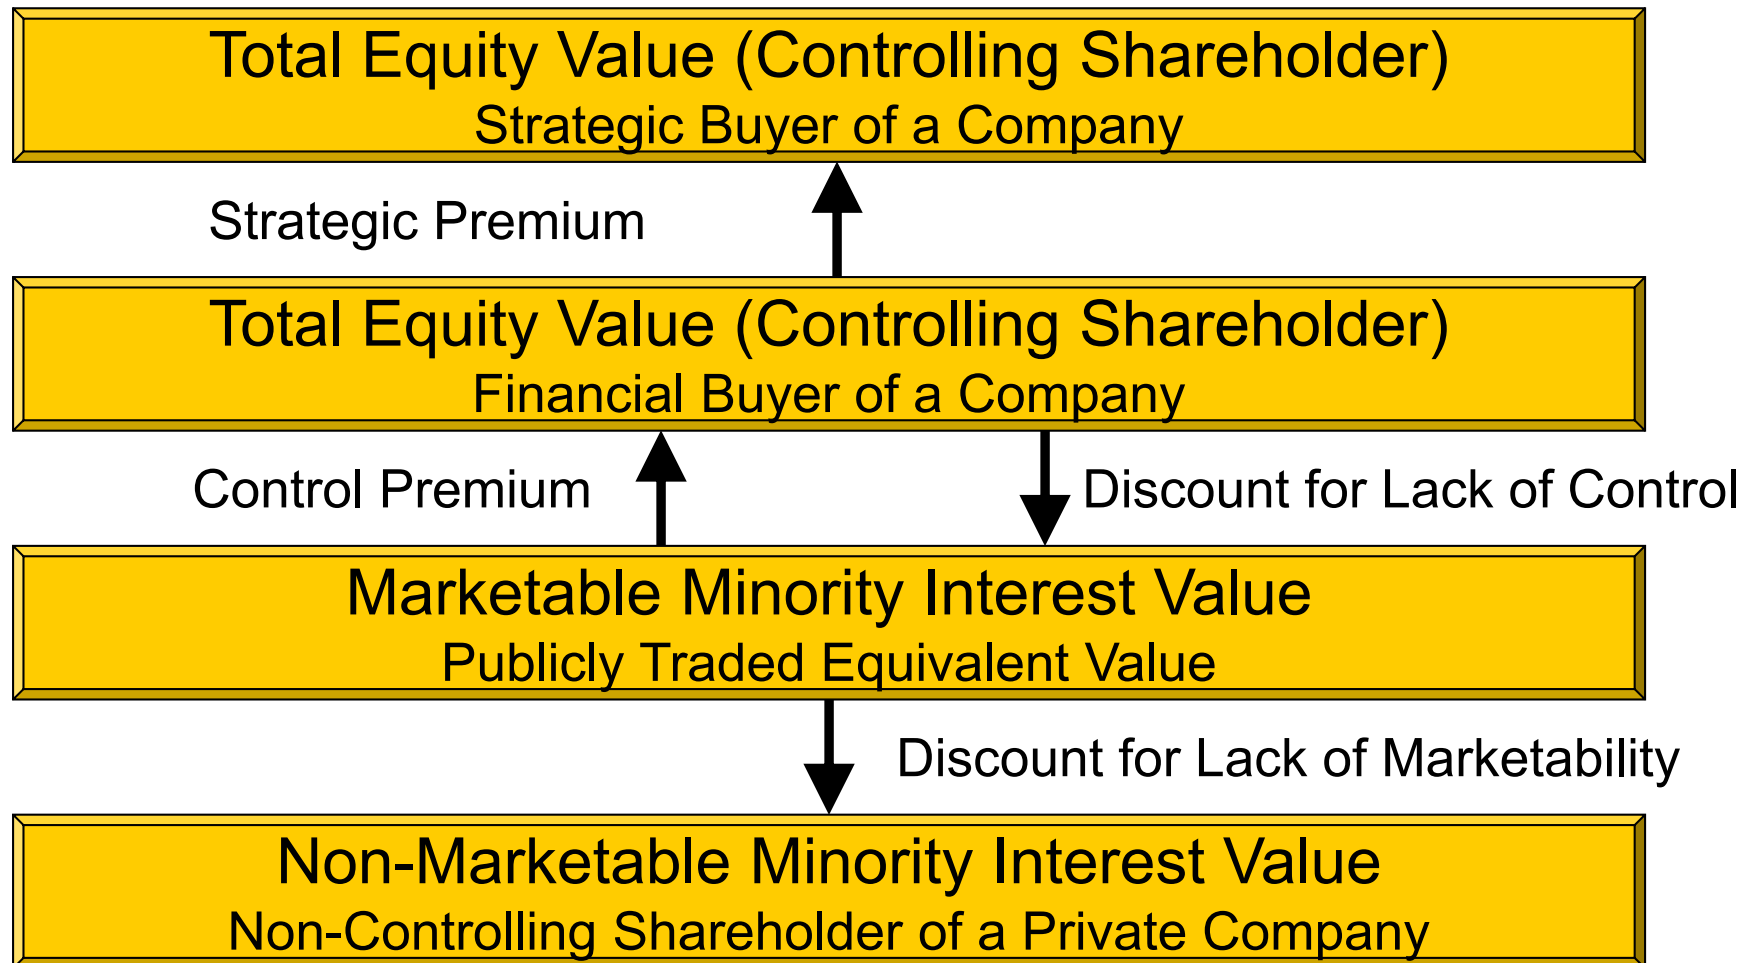 Total Equity Value (Controlling Shareholder)
Strategic Buyer of a Company
Strategic Premium
Total Equity Value (Controlling Shareholder)
Financial Buyer of a Company
Control Premium
Discount for Lack of Control
Marketable Minority Interest Value
Publicly Traded Equivalent Value
Discount for Lack of Marketability
Non-Marketable Minority Interest Value
Non-Controlling Shareholder of a Private Company